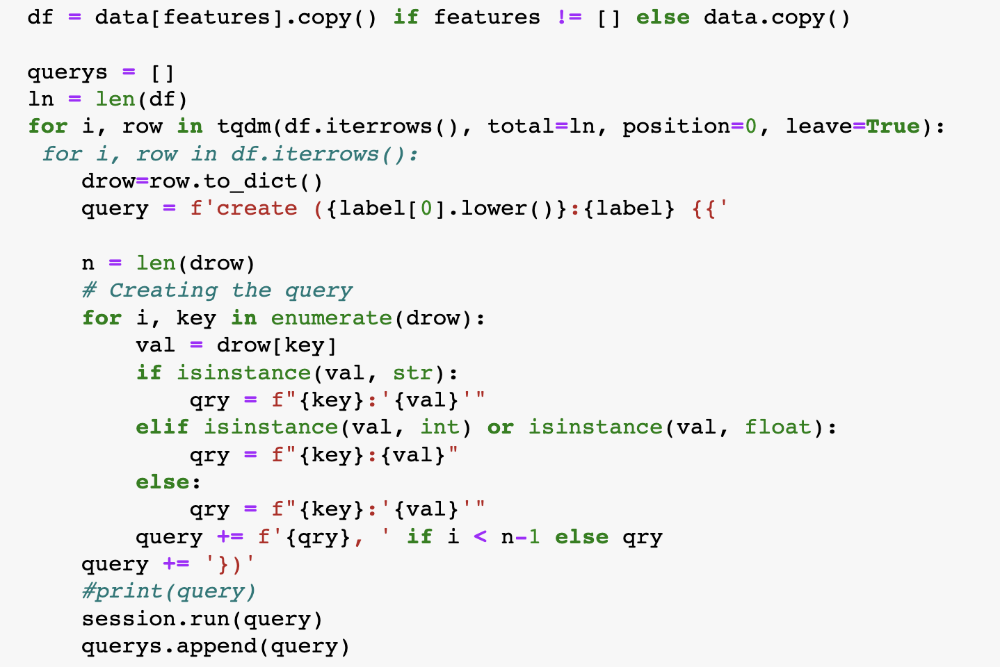 df = data[features].copy() if features != [] else data.copy()

querys = []
ln = len(df)
for i, row in tqdm(df.iterrows(), total=ln, position=0, leave=True):
 for i, row in df.iterrows():
    drow=row.to_dict()
    query = f'create ({label[0].lower()}:{label} {{'

    n = len(drow)
    # Creating the query
    for i, key in enumerate(drow):
        val = drow[key]
        if isinstance(val, str):
            qry = f"{key}:'{val}'"
        elif isinstance(val, int) or isinstance(val, float):
            qry = f"{key}:{val}"
        else:
            qry = f"{key}:'{val}'"
        query += f'{qry}, ' if i < n-1 else qry
    query += '})'
    #print(query)
    session.run(query)
    querys.append(query)